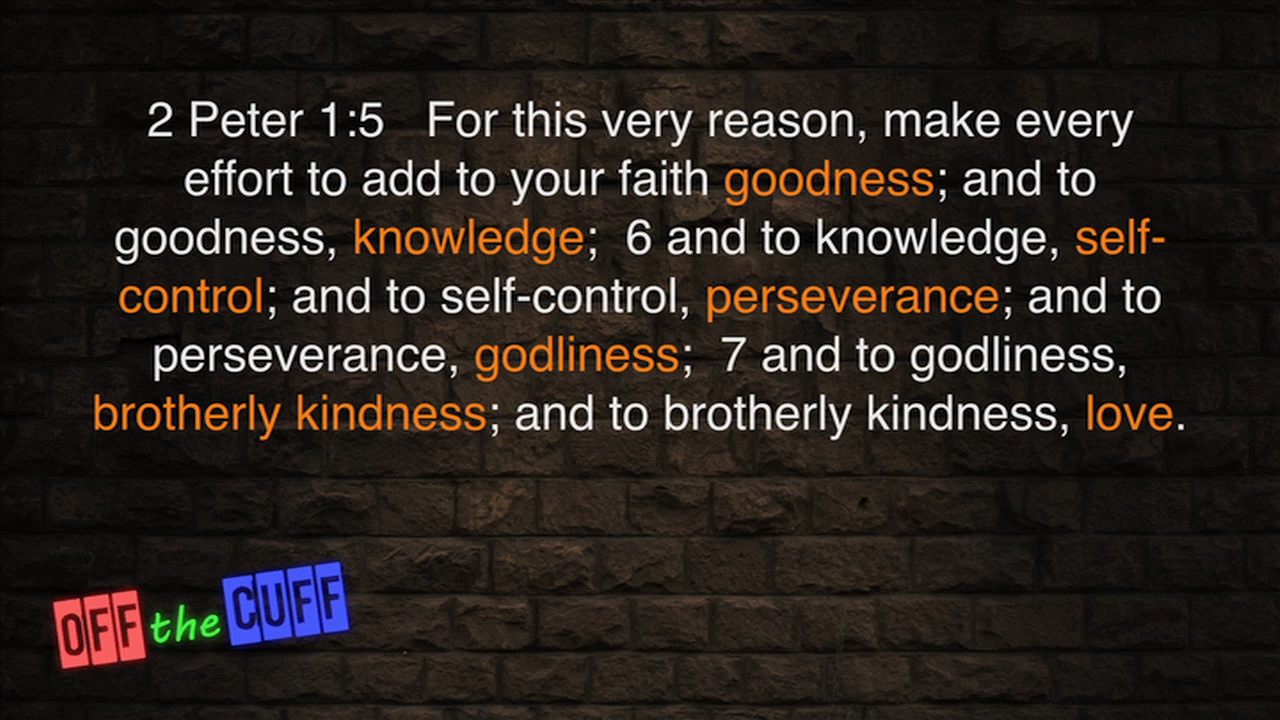 2 Peter 1:5   For this very reason, make every
effort to add to your faith goodness; and to
goodness, knowledge;  6 and to knowledge, self-
control; and to self-control, perseverance; and to
perseverance, godliness;  7 and to godliness,
brotherly kindness; and to brotherly kindness, love.
OFF the CUFF